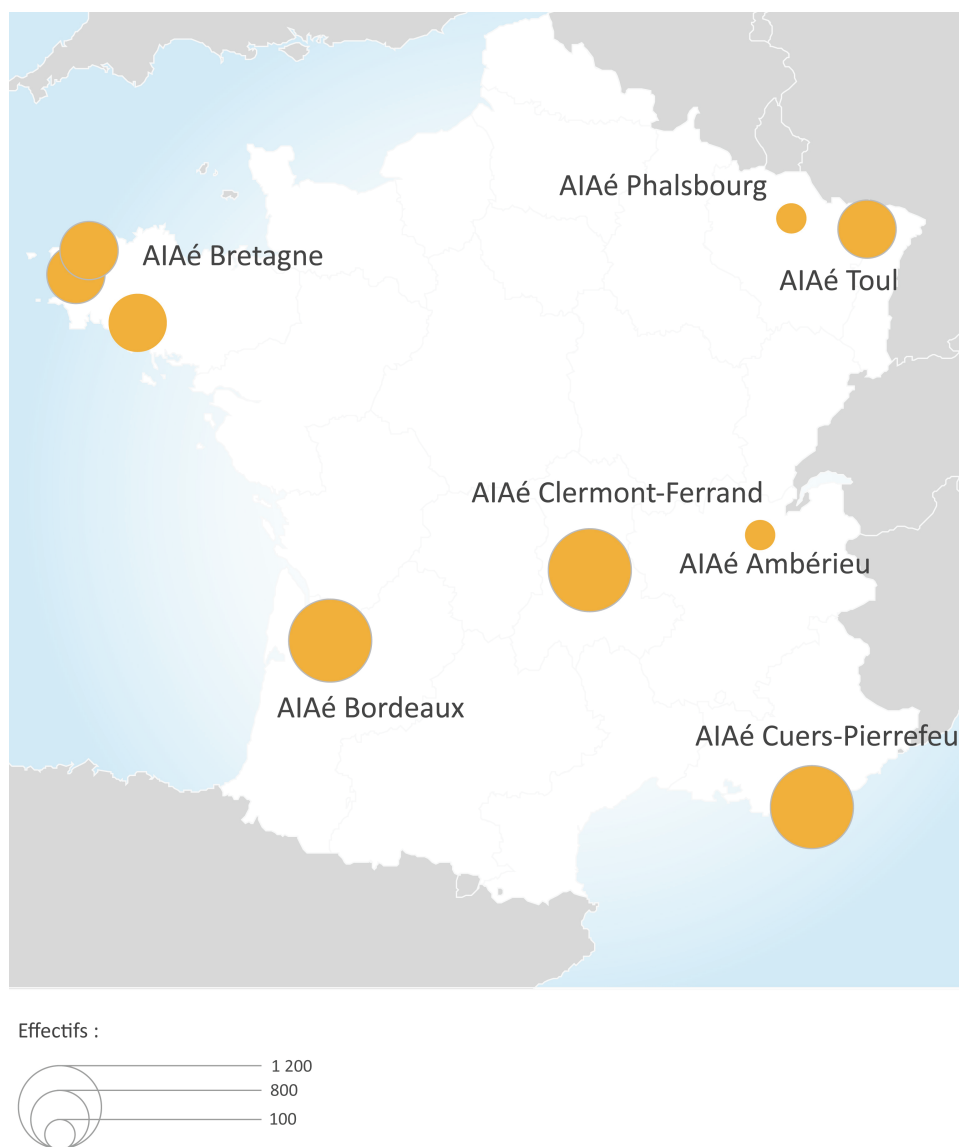 AIAé Phalsbourg
AIAé Bretagne
AIAé Toul
AIAé Clermont-Ferrand
AIAé Ambérieu
AIAé Bordeaux
AIAé Cuers-Pierrefeu
Effectifs :
1 200
800
100